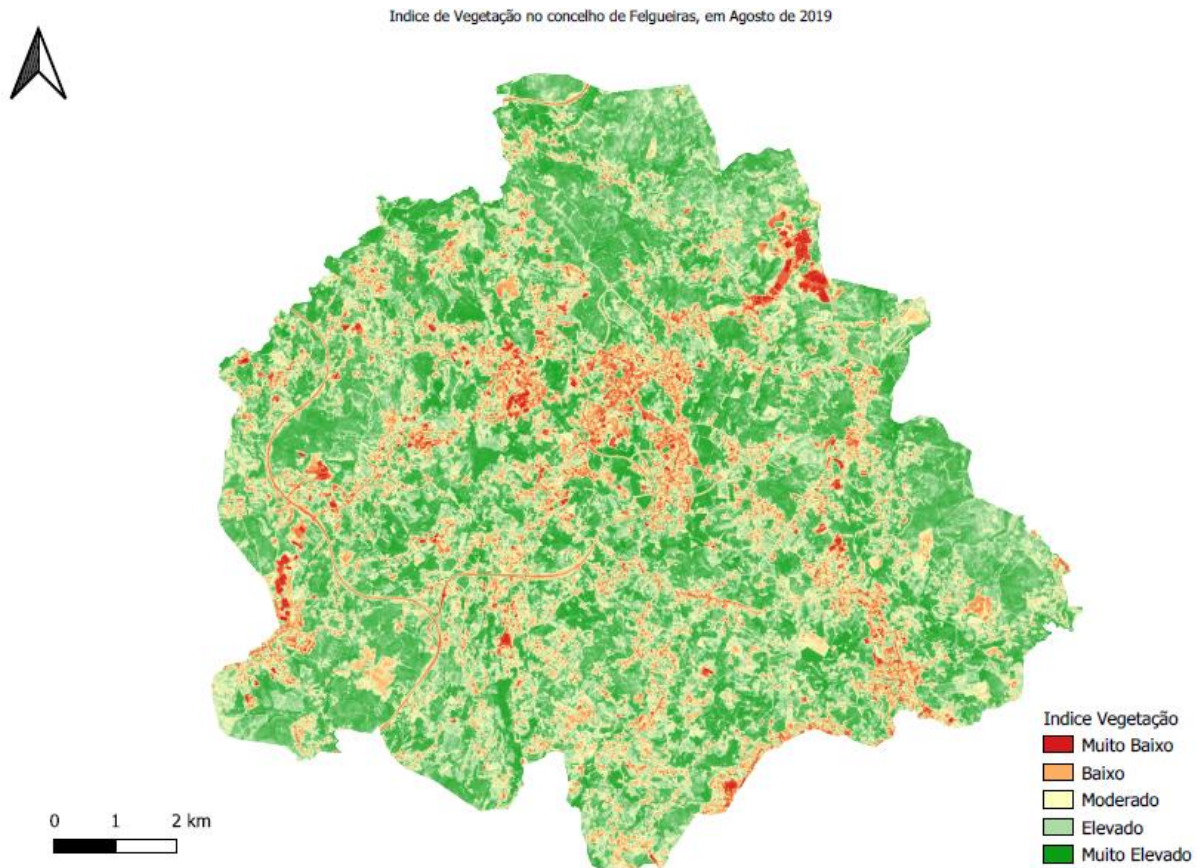 Indice de Vegetação no concelho de Felgueiras, em Agosto de 2019
Indice Vegetação
Muito Baixo
Baixo
Moderado
Elevado
Muito Elevado
0 1 2 km